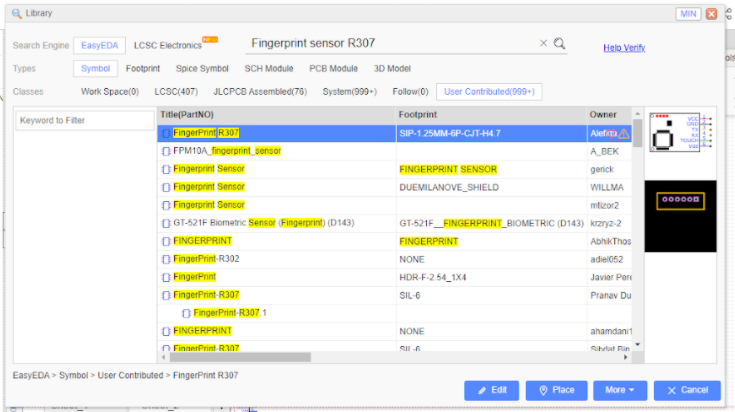 Library
MIN
Search Engine EasyEDA LCSC Electronics Fingerprint sensor R307 Help Verify
Types Symbol Footprint Spice Symbol SCH Module PCB Module 3D Model
Classes Work Space(0) LCSC(407) JLCPCB Assembled(76) System(999+) Follow(0) User Contributed(999+)
Keyword to Filter
Title(PartNO) Footprint Owner
FingerPrint R307 SIP-1.25MM-6P-CJT-H4.7
FPM10A_fingerprint_sensor A_BEK
Fingerprint Sensor FINGERPRINT SENSOR gerick
Fingerprint Sensor DUEMILANOVE_SHIELD WILLMA
Fingerprint Sensor mtizor2
GT-521F Biometric Sensor (Fingerprint) (D143) GT-521F__FINGERPRINT_BIOMETRIC (D143) krzryz-2
FINGERPRINT FINGERPRINT AbhikThos
FingerPrint-R302 NONE adiel052
FingerPrint HDR-F-2.54_1X4 Javier Pere
FingerPrint-R307 SIL-6 Pranav Du
FingerPrint-R307.1
FINGERPRINT NONE ahamdani1
FingerPrint-R307 SIL-6 Sibdat Bin
VCC
GND
TX
RX
TOUCH
EasyEDA > Symbol > User Contributed > FingerPrint R307
Edit Place More Cancel